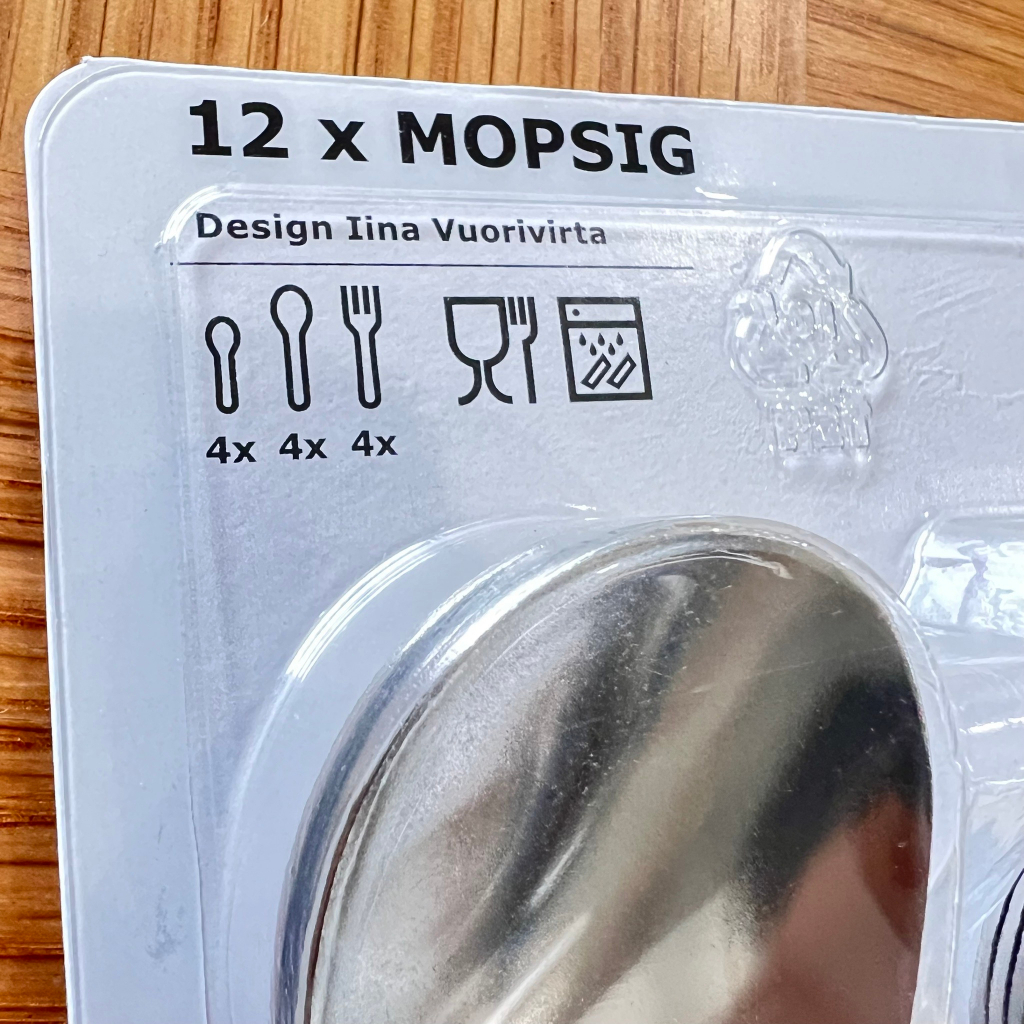 12 x MOPSIG
Design Iina Vuorivirta
4x 4x 4x